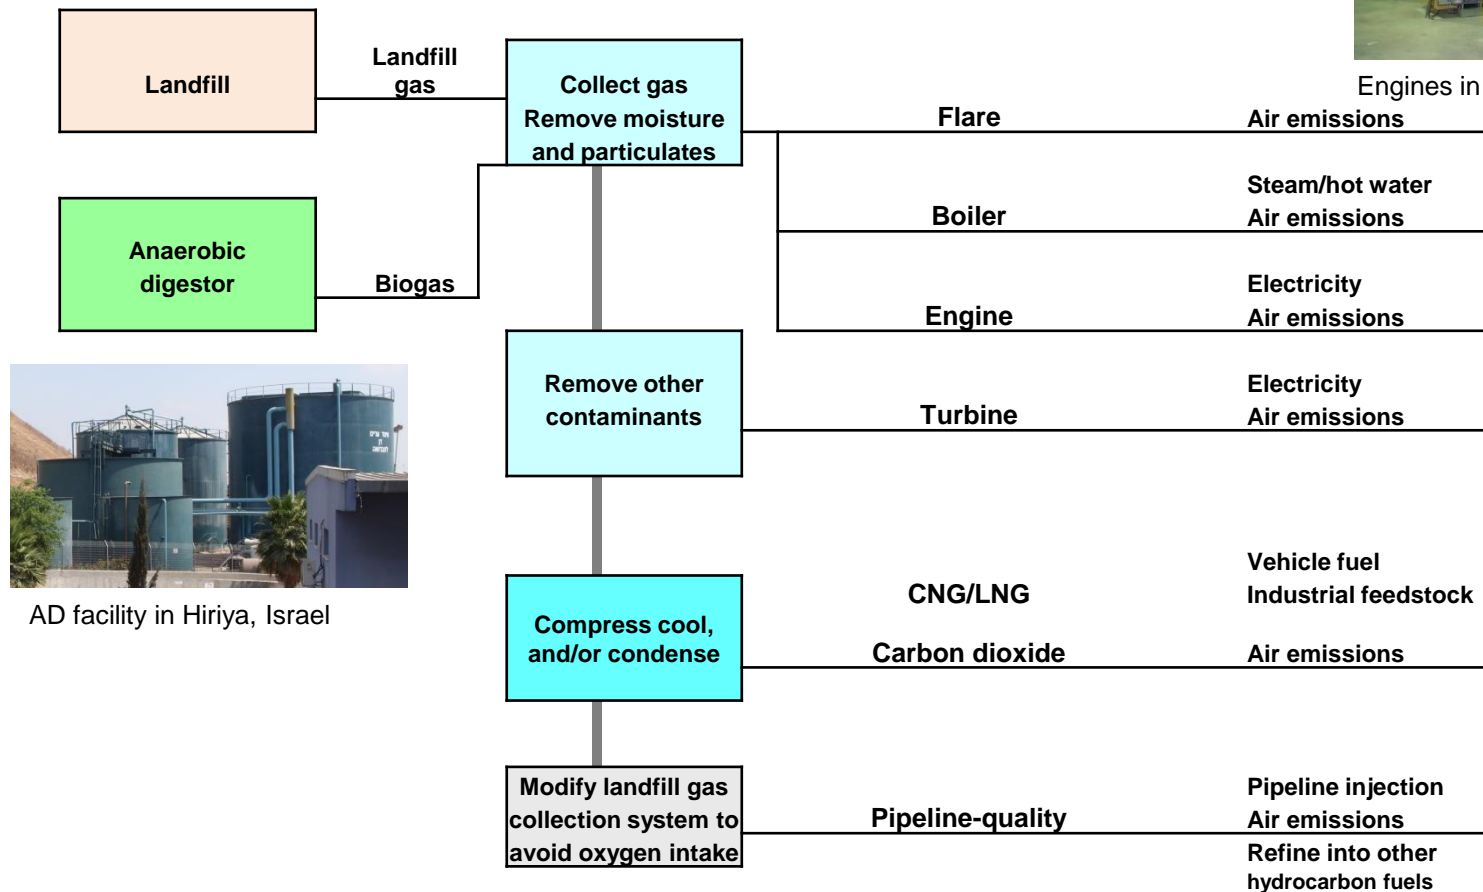 Landfill
Landfill
gas
Collect gas
Remove moisture
and particulates
Engines in
Flare
Air emissions
Steam/hot water
Boiler
Air emissions
Anaerobic
digestor
Biogas
Electricity
Engine
Air emissions
Remove other
contaminants
Electricity
Turbine
Air emissions
AD facility in Hiriya, Israel
Compress cool,
and/or condense
Vehicle fuel
CNG/LNG
Industrial feedstock
Carbon dioxide
Air emissions
Modify landfill gas
collection system to
avoid oxygen intake
Pipeline-quality
Pipeline injection
Air emissions
Refine into other
hydrocarbon fuels